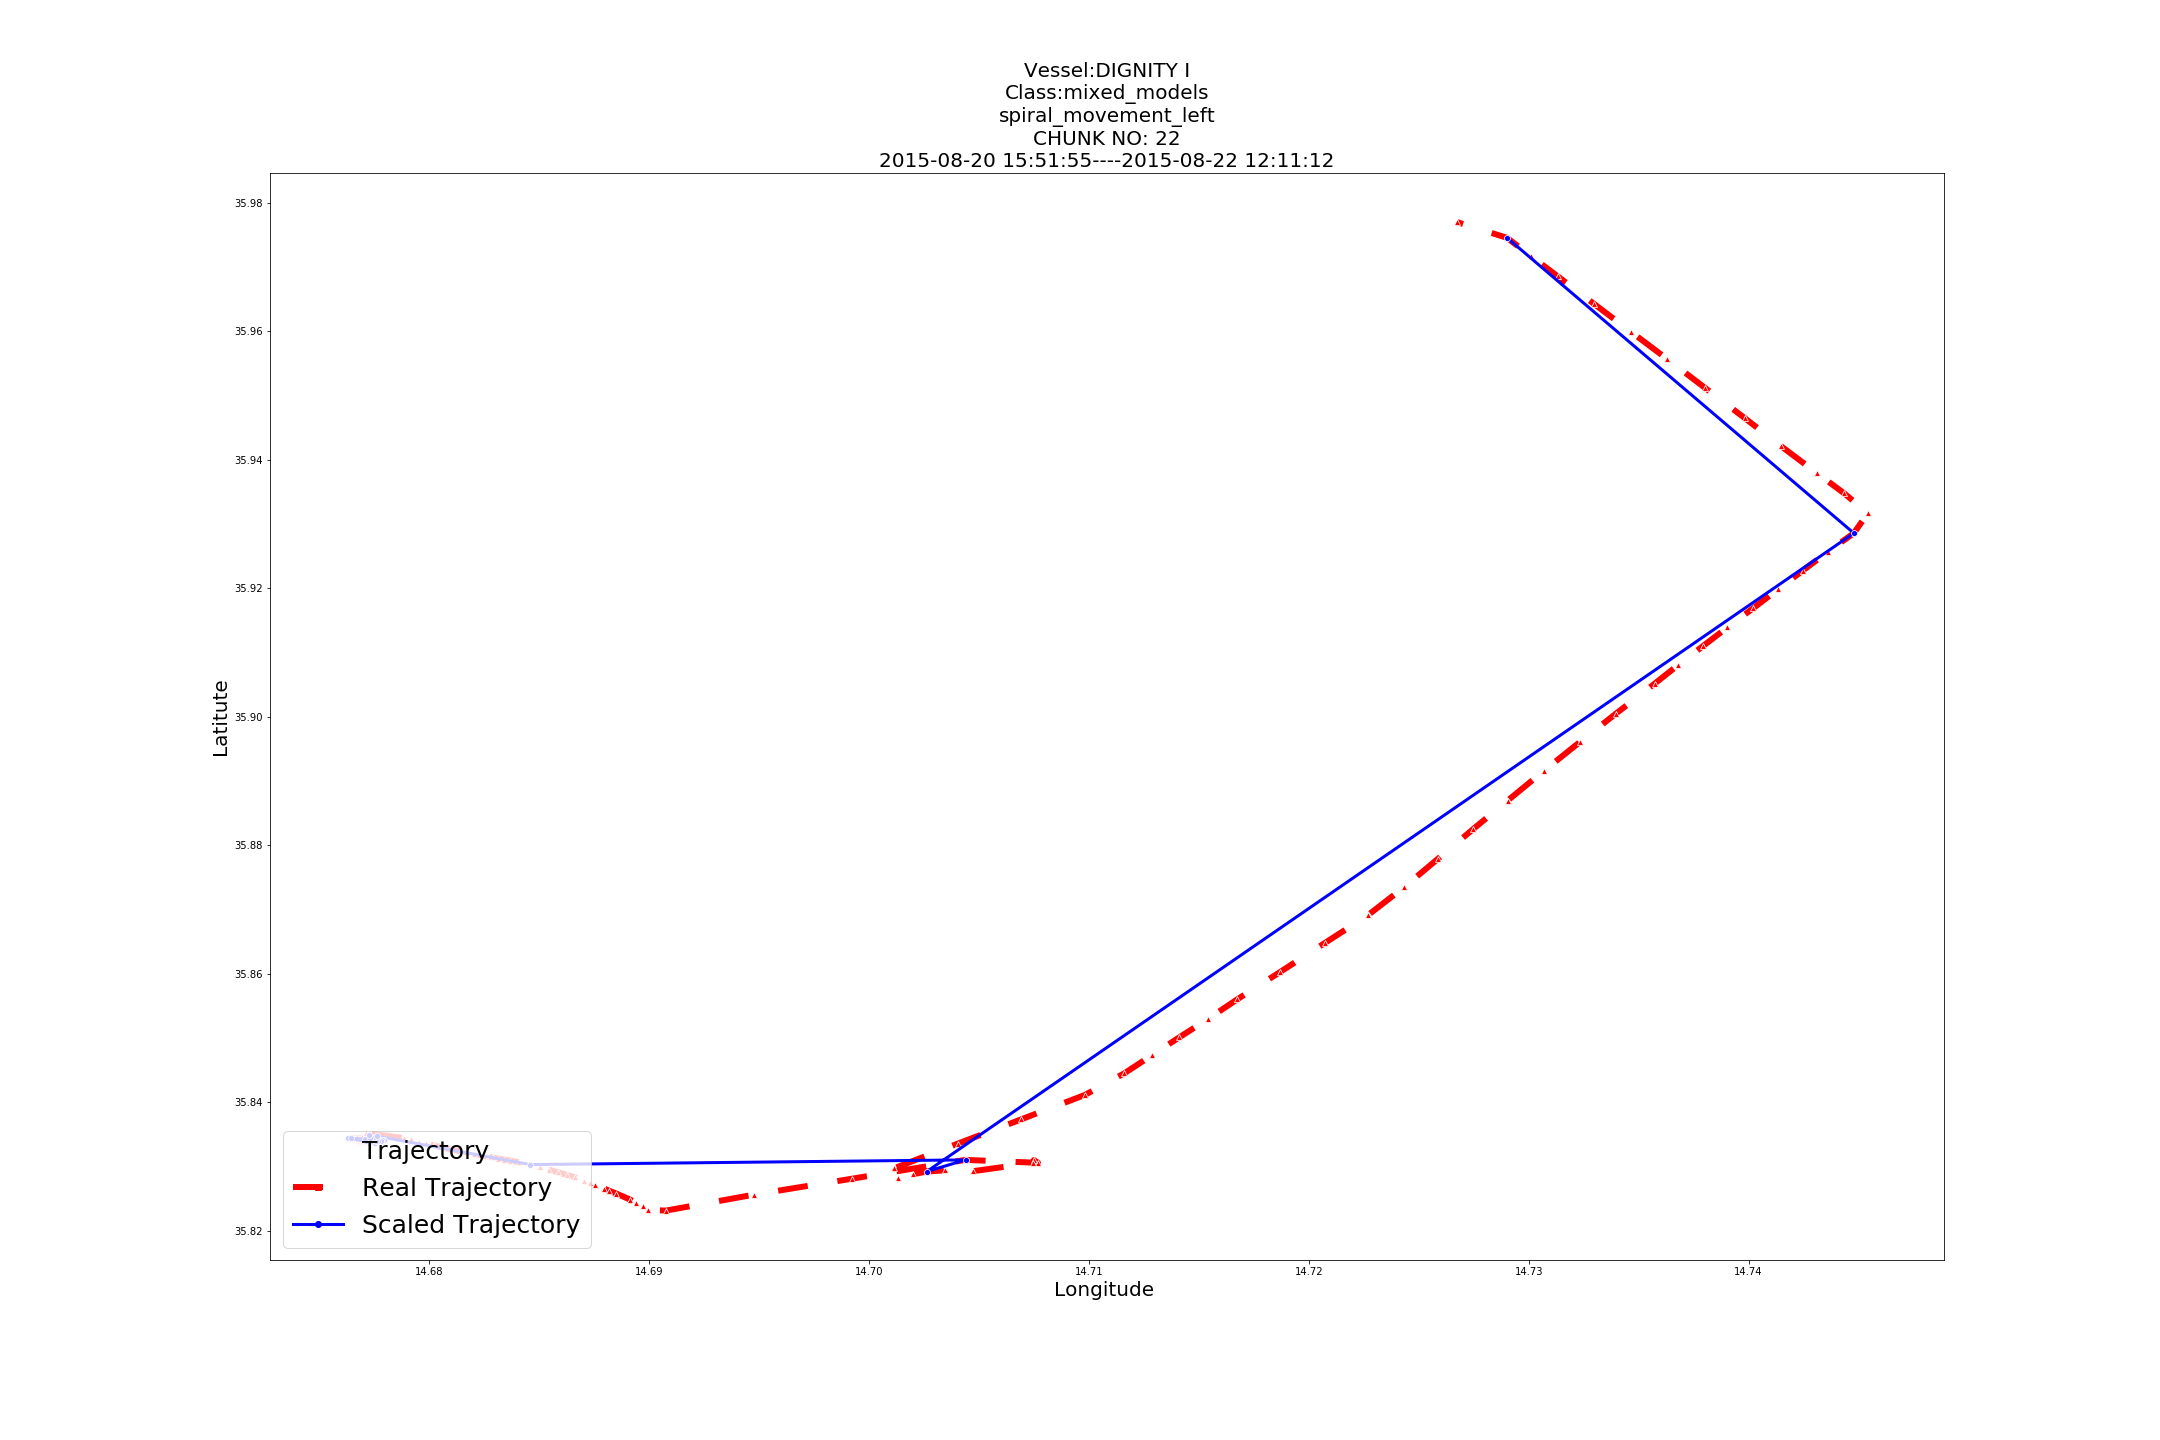 Vessel:DIGNITY I
Class:mixed_models
spiral_movement_left
CHUNK NO: 22
2015-08-20 15:51:55----2015-08-22 12:11:12
35.98
35.96
35.94
35.92
35.90
35.88
35.86
35.84
35.82
Latitute
Trajectory
Real Trajectory
Scaled Trajectory
14.68
14.69
14.70
14.71
14.72
14.73
14.74
Longitude